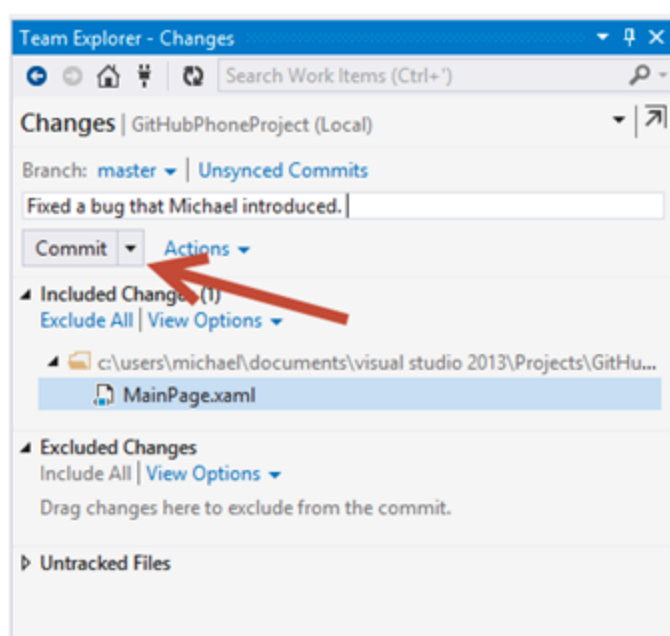 Team Explorer - Changes
Search Work Items (Ctrl+')
Changes | GitHubPhoneProject (Local)
Branch: master | Unsynced Commits
Fixed a bug that Michael introduced.
Commit Actions
Included Changes (1)
Exclude All | View Options
c:\users\michael\documents\visual studio 2013\Projects\GitHu...
MainPage.xaml
Excluded Changes
Include All | View Options
Drag changes here to exclude from the commit.
Untracked Files